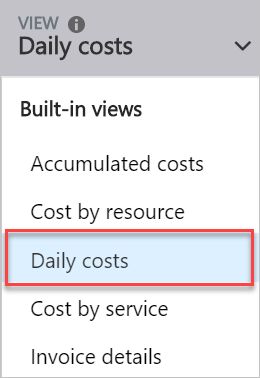 VIEW
Daily costs
Built-in views
Accumulated costs
Cost by resource
Daily costs
Cost by service
Invoice details